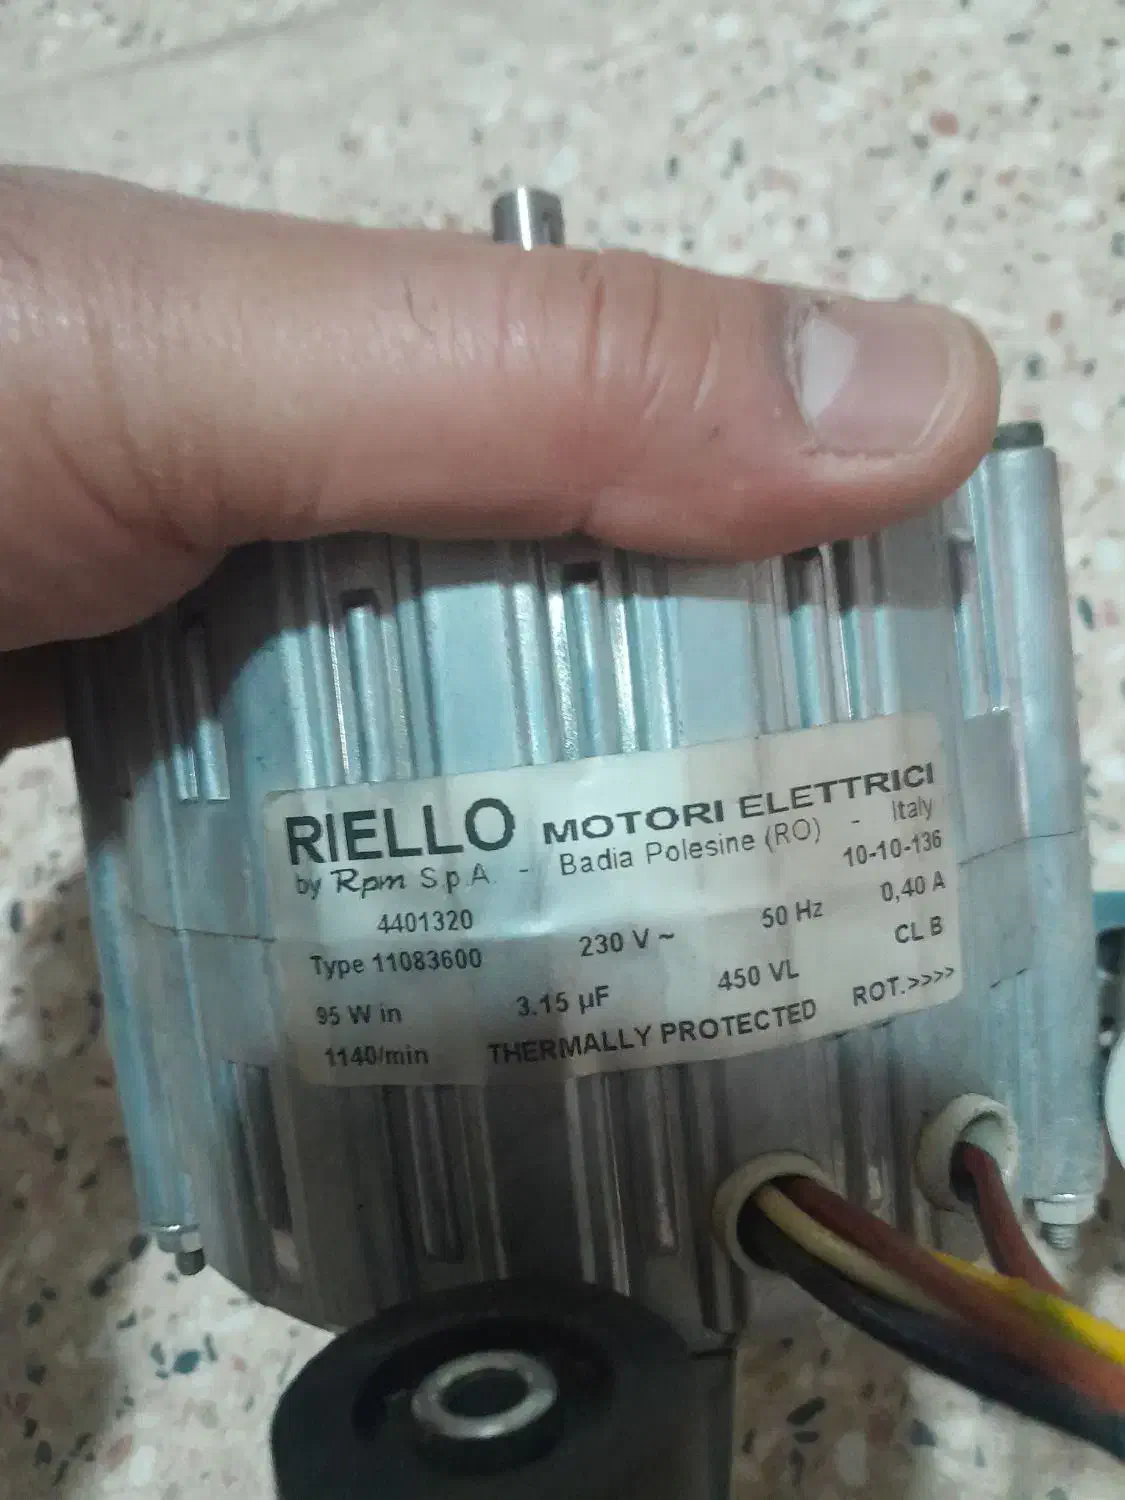 RIELLO MOTORI ELETTRICI
by Rpm S.p.A. - Badia Polesine (RO) - Italy
4401320 10-10-136
Type 11083600 230 V ~ 50 Hz 0,40 A
95 W in 3.15 µF 450 VL CL B
1140/min THERMALLY PROTECTED ROT.>>>>